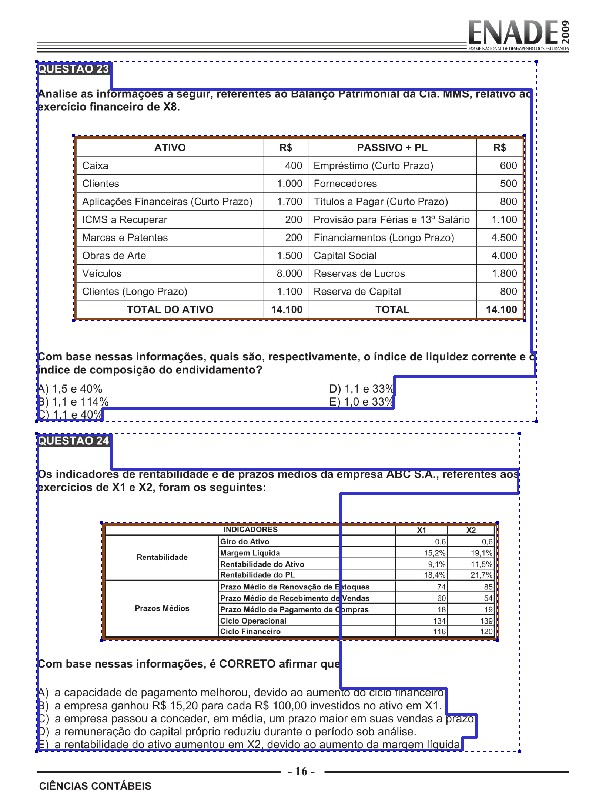 ENADE 2009
EXAME NACIONAL DE DESEMPENHO DOS ESTUDANTES
QUESTÃO 23
Analise as informações a seguir, referentes ao Balanço Patrimonial da Cia. MMS, relativo ao
exercício financeiro de X8.
ATIVO R$ PASSIVO + PL R$
Caixa 400 Empréstimo (Curto Prazo) 600
Clientes 1.000 Fornecedores 500
Aplicações Financeiras (Curto Prazo) 1.700 Títulos a Pagar (Curto Prazo) 800
ICMS a Recuperar 200 Provisão para Férias e 13º Salário 1.100
Marcas e Patentes 200 Financiamentos (Longo Prazo) 4.500
Obras de Arte 1.500 Capital Social 4.000
Veículos 8.000 Reservas de Lucros 1.800
Clientes (Longo Prazo) 1.100 Reserva de Capital 800
TOTAL DO ATIVO 14.100 TOTAL 14.100
Com base nessas informações, quais são, respectivamente, o índice de liquidez corrente e o
índice de composição do endividamento?
A) 1,5 e 40% D) 1,1 e 33%
B) 1,1 e 114% E) 1,0 e 33%
C) 1,1 e 40%
QUESTÃO 24
Os indicadores de rentabilidade e de prazos médios da empresa ABC S.A., referentes aos
exercícios de X1 e X2, foram os seguintes:
INDICADORES X1 X2
Rentabilidade
Giro do Ativo 0,6 0,6
Margem Líquida 15,2% 19,1%
Rentabilidade do Ativo 9,1% 11,5%
Rentabilidade do PL 18,4% 21,7%
Prazos Médios
Prazo Médio de Renovação de Estoques 74 85
Prazo Médio de Recebimento de Vendas 60 54
Prazo Médio de Pagamento de Compras 18 19
Ciclo Operacional 134 139
Ciclo Financeiro 116 120
Com base nessas informações, é CORRETO afirmar que
A) a capacidade de pagamento melhorou, devido ao aumento do ciclo financeiro.
B) a empresa ganhou R$ 15,20 para cada R$ 100,00 investidos no ativo em X1.
C) a empresa passou a conceder, em média, um prazo maior em suas vendas a prazo.
D) a remuneração do capital próprio reduziu durante o período sob análise.
E) a rentabilidade do ativo aumentou em X2, devido ao aumento da margem líquida.
- 16 -
CIÊNCIAS CONTÁBEIS